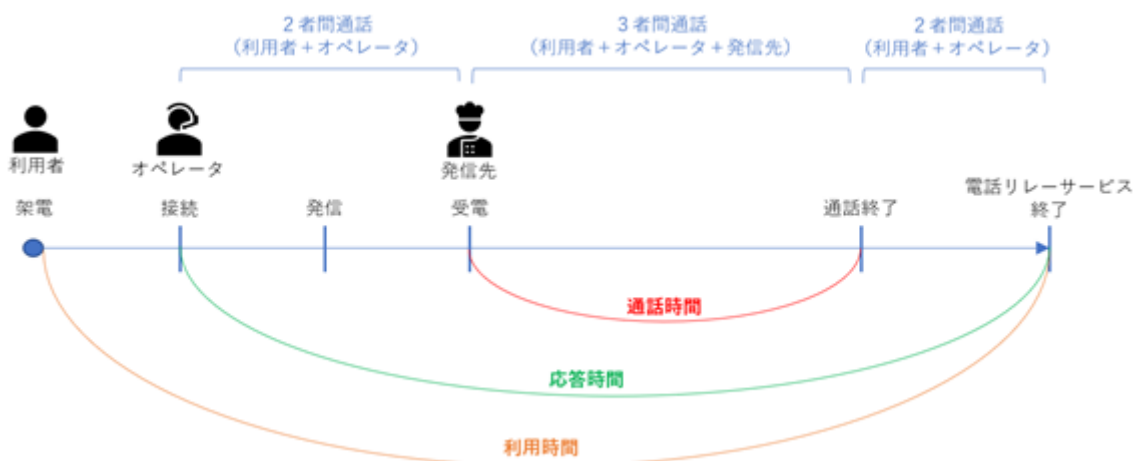 2者間通話
(利用者+オペレータ)
3者間通話
(利用者+オペレータ+発信先)
2者間通話
(利用者+オペレータ)
利用者
オペレータ
発信先
架電
接続
発信
受電
通話終了
電話リレーサービス
終了
通話時間
応答時間
利用時間